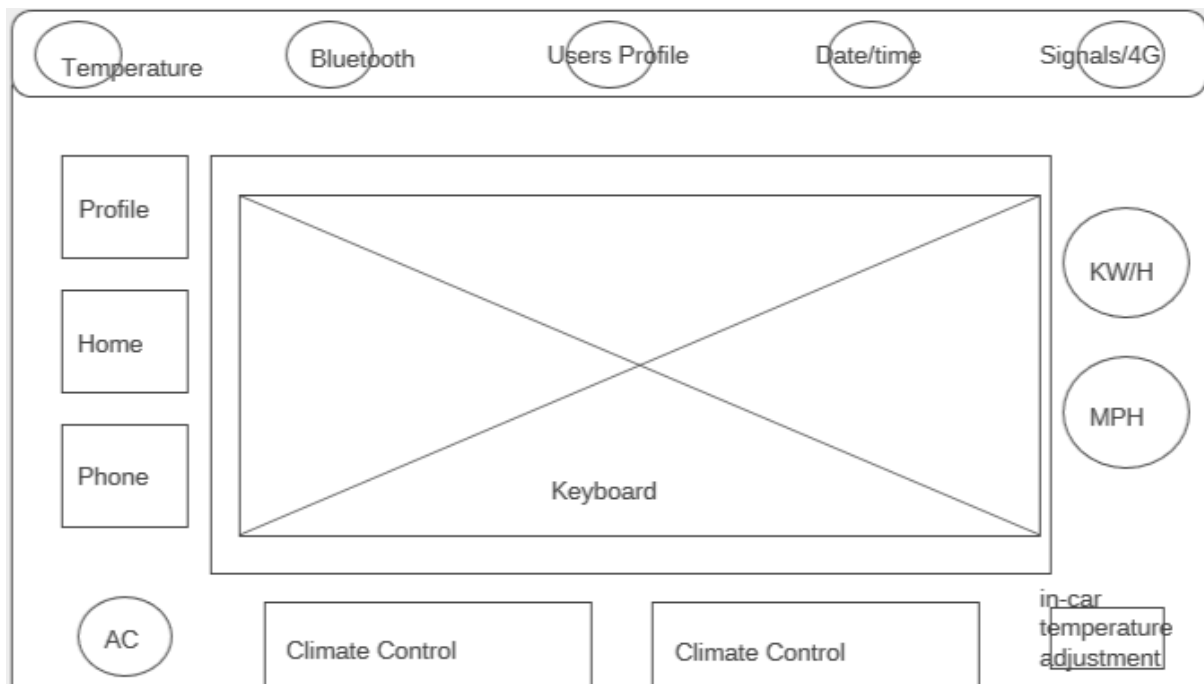 Temperature
Bluetooth
Users Profile
Date/time
Signals/4G
Profile
Home
Phone
Keyboard
KW/H
MPH
AC
Climate Control
Climate Control
in-car
temperature
adjustment